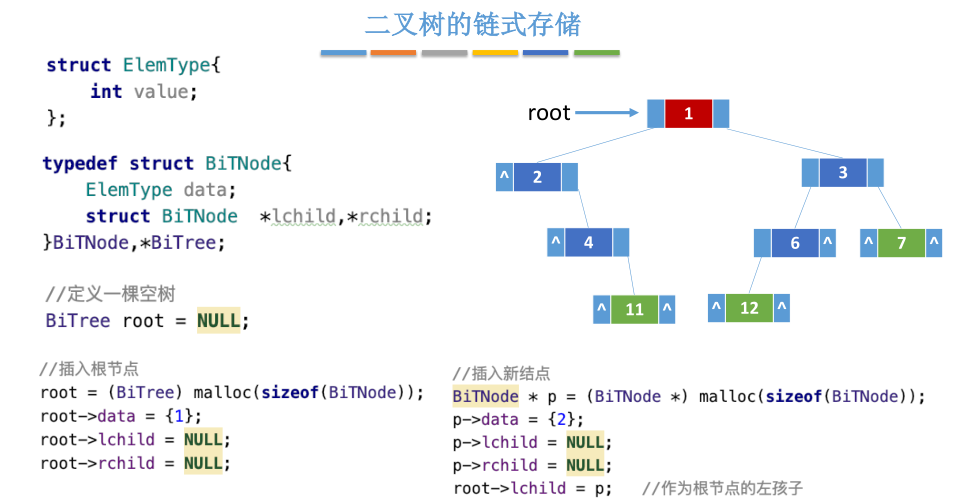 二叉树的链式存储
struct ElemType{
    int value;
};
typedef struct BiTNode{
    ElemType data;
    struct BiTNode  *lchild,*rchild;
}BiTNode,*BiTree;
//定义一棵空树
BiTree root = NULL;
//插入根节点
root = (BiTree) malloc(sizeof(BiTNode));
root->data = {1};
root->lchild = NULL;
root->rchild = NULL;
root
1
^ 2
3
^ 4
6 ^
^ 7 ^
^ 11 ^
^ 12 ^
//插入新结点
BiTNode * p = (BiTNode *) malloc(sizeof(BiTNode));
p->data = {2};
p->lchild = NULL;
p->rchild = NULL;
root->lchild = p;   //作为根节点的左孩子